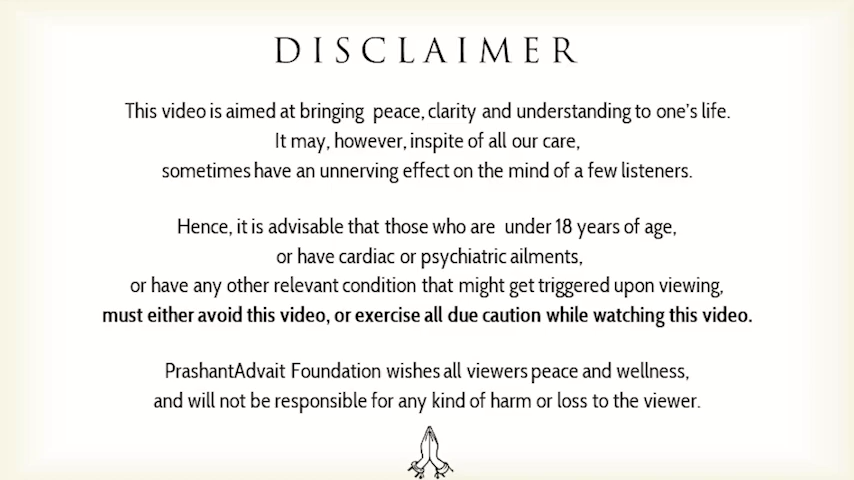 DISCLAIMER
This video is aimed at bringing peace, clarity and understanding to one's life.
It may, however, inspite of all our care,
sometimes have an unnerving effect on the mind of a few listeners.
Hence, it is advisable that those who are under 18 years of age,
or have cardiac or psychiatric ailments,
or have any other relevant condition that might get triggered upon viewing,
must either avoid this video, or exercise all due caution while watching this video.
PrashantAdvait Foundation wishes all viewers peace and wellness,
and will not be responsible for any kind of harm or loss to the viewer.